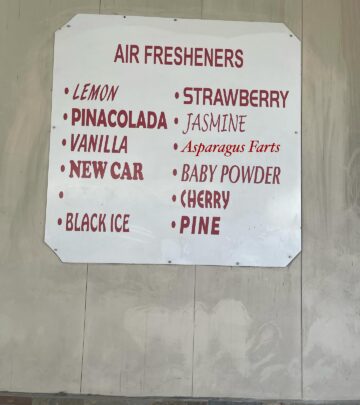 AIR FRESHENERS
• LEMON
• PINACOLADA
• VANILLA
• NEW CAR
•
• BLACK ICE
• STRAWBERRY
• JASMINE
• Asparagus Farts
• BABY POWDER
• CHERRY
• PINE